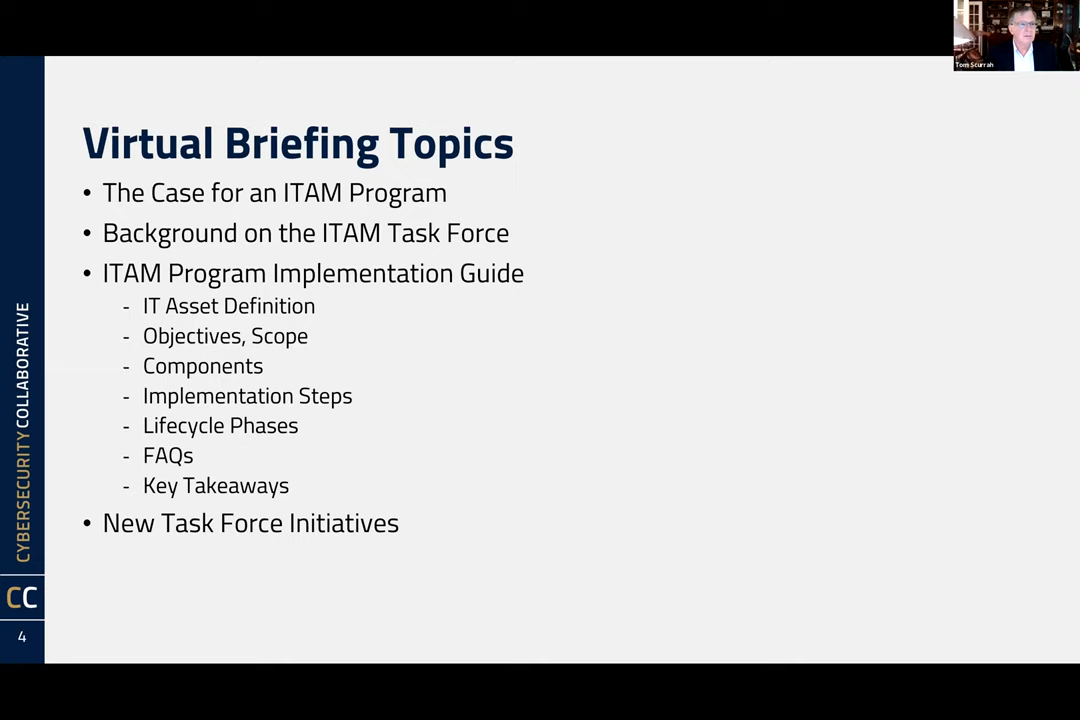 Tom Scurrah
Virtual Briefing Topics
• The Case for an ITAM Program
• Background on the ITAM Task Force
• ITAM Program Implementation Guide
- IT Asset Definition
- Objectives, Scope
- Components
- Implementation Steps
- Lifecycle Phases
- FAQs
- Key Takeaways
• New Task Force Initiatives
CYBERSECURITY COLLABORATIVE
CC
4